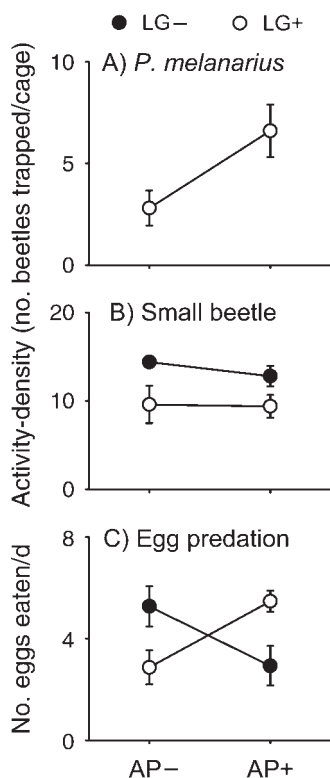 LG– LG+
Activity-density (no. beetles trapped/cage)
A) P. melanarius
10
5
0
B) Small beetle
20
10
0
No. eggs eaten/d
C) Egg predation
8
4
0
AP– AP+